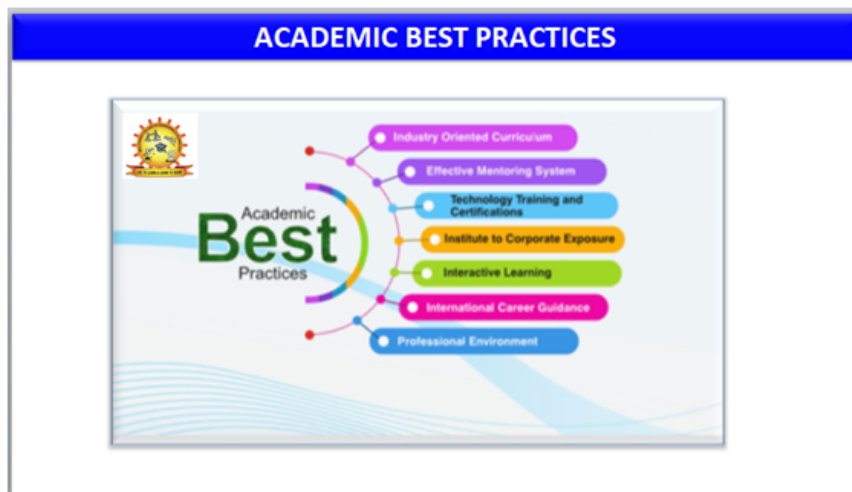 ACADEMIC BEST PRACTICES
Academic
Best
Practices
Industry Oriented Curriculum
Effective Mentoring System
Technology Training and
Certifications
Institute to Corporate Exposure
Interactive Learning
International Career Guidance
Professional Environment